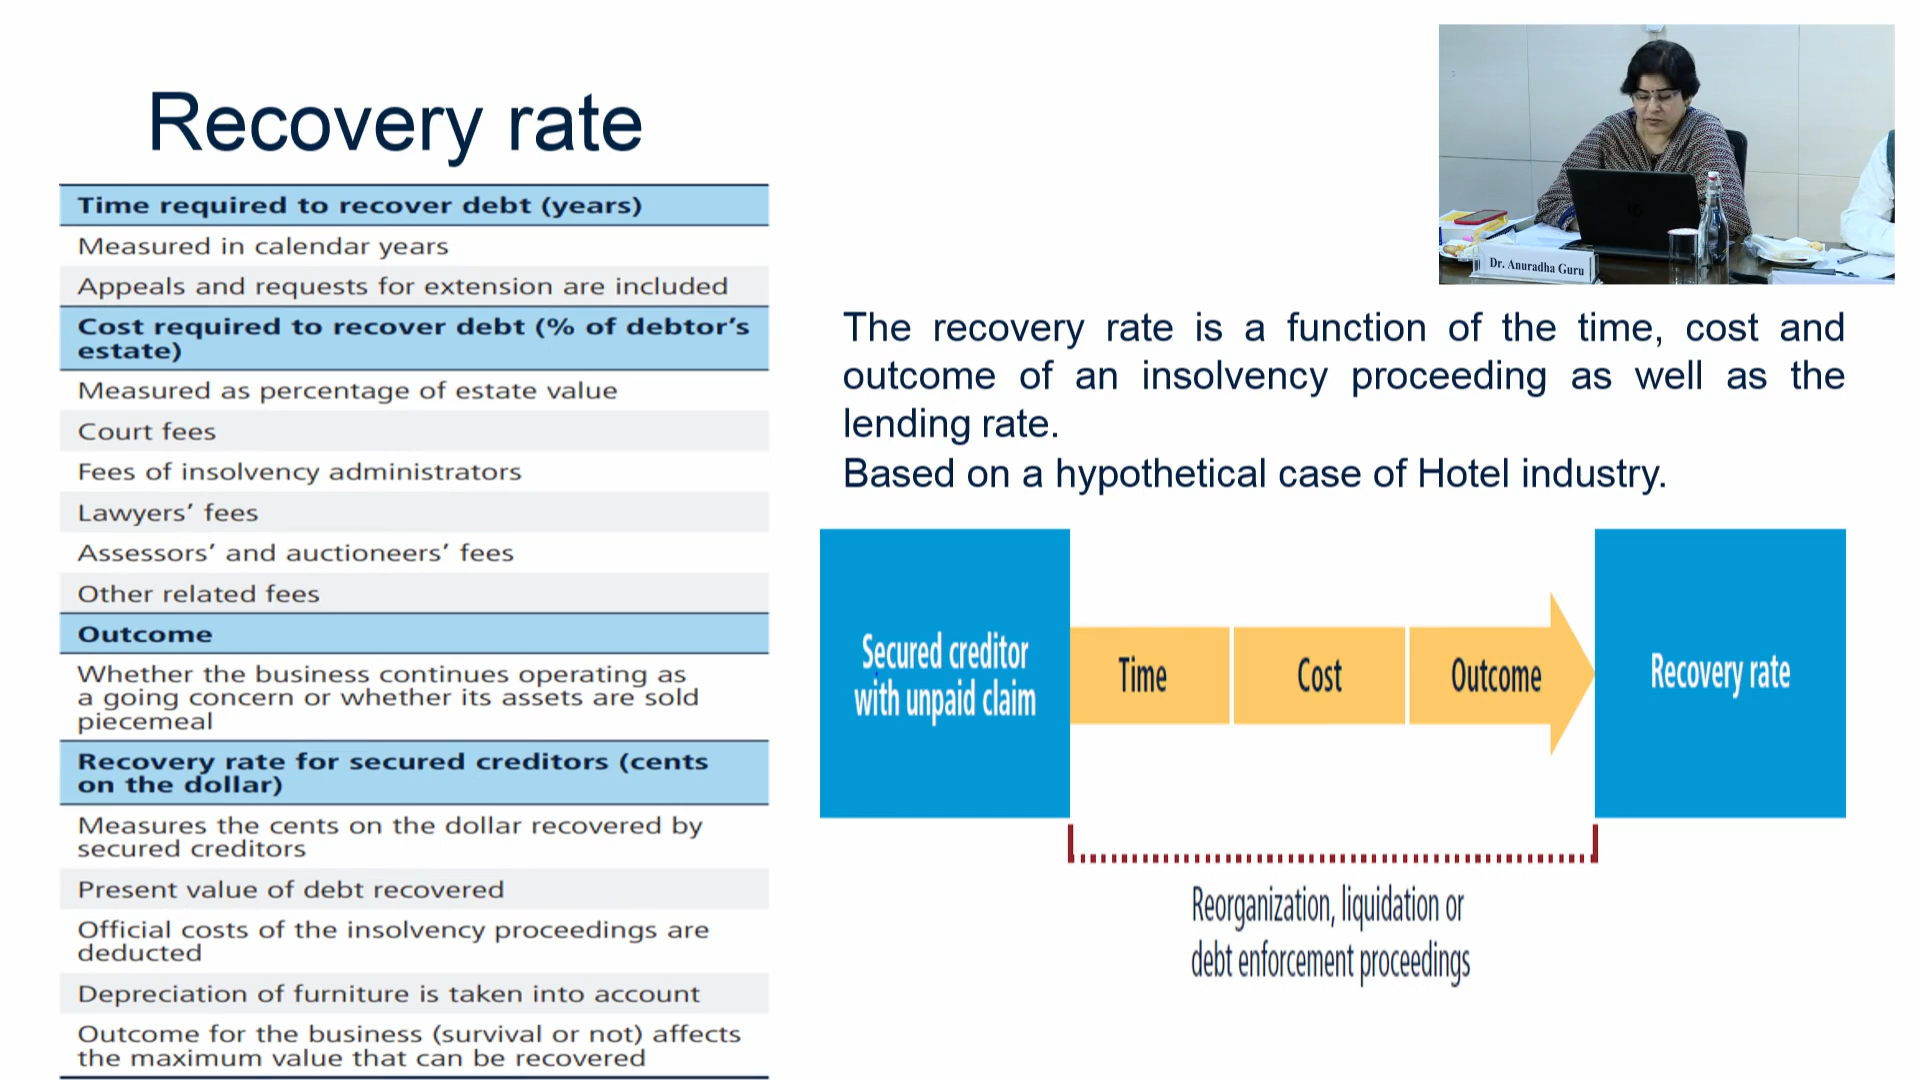 Recovery rate
Time required to recover debt (years)
Measured in calendar years
Appeals and requests for extension are included
Cost required to recover debt (% of debtor’s
estate)
Measured as percentage of estate value
Court fees
Fees of insolvency administrators
Lawyers’ fees
Assessors’ and auctioneers’ fees
Other related fees
Outcome
Whether the business continues operating as
a going concern or whether its assets are sold
piecemeal
Recovery rate for secured creditors (cents
on the dollar)
Measures the cents on the dollar recovered by
secured creditors
Present value of debt recovered
Official costs of the insolvency proceedings are
deducted
Depreciation of furniture is taken into account
Outcome for the business (survival or not) affects
the maximum value that can be recovered
Dr. Anuradha Guru
The recovery rate is a function of the time, cost and
outcome of an insolvency proceeding as well as the
lending rate.
Based on a hypothetical case of Hotel industry.
Secured creditor
with unpaid claim
Time
Cost
Outcome
Recovery rate
Reorganization, liquidation or
debt enforcement proceedings